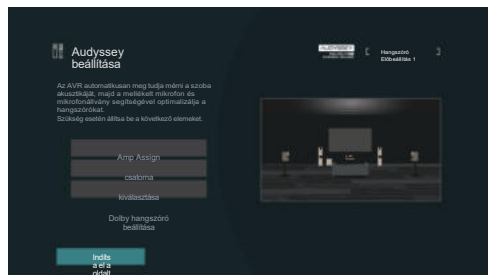 Audyssey
beállítása
AUDYSSEY
Hangszóró
Előbeállítás 1
Az AVR automatikusan meg tudja mérni a szoba
akusztikáját, majd a mellékelt mikrofon és
mikrofonállvány segítségével optimalizálja a
hangszórókat.
Szükség esetén állítsa be a következő elemeket.
Amp Assign
csatorna
kiválasztása
Dolby hangszóró
beállítása
Indíts
a el a
oldalt